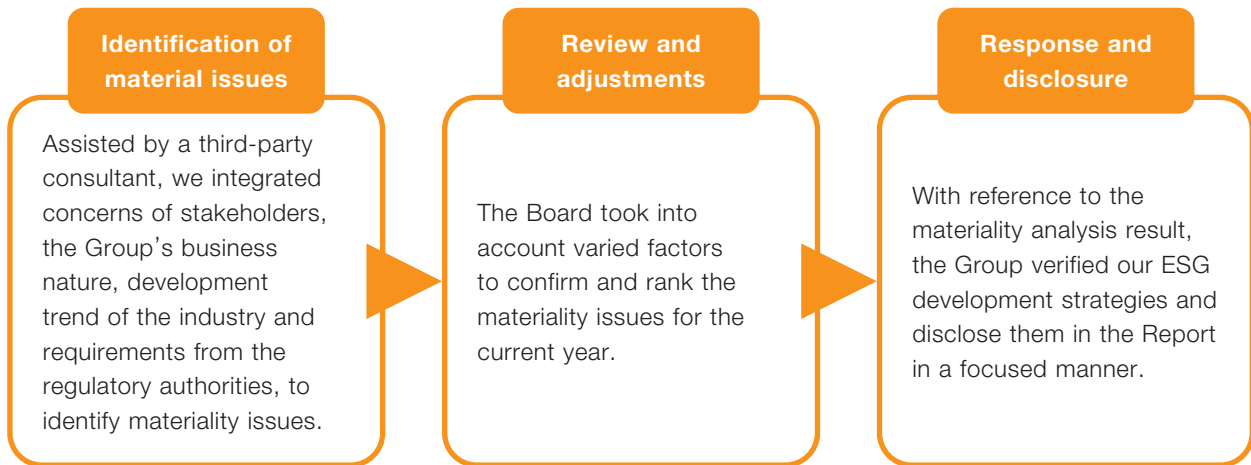 Identification of
material issues
Assisted by a third-party
consultant, we integrated
concerns of stakeholders,
the Group's business
nature, development
trend of the industry and
requirements from the
regulatory authorities, to
identify materiality issues.
Review and
adjustments
The Board took into
account varied factors
to confirm and rank the
materiality issues for the
current year.
Response and
disclosure
With reference to the
materiality analysis result,
the Group verified our ESG
development strategies and
disclose them in the Report
in a focused manner.